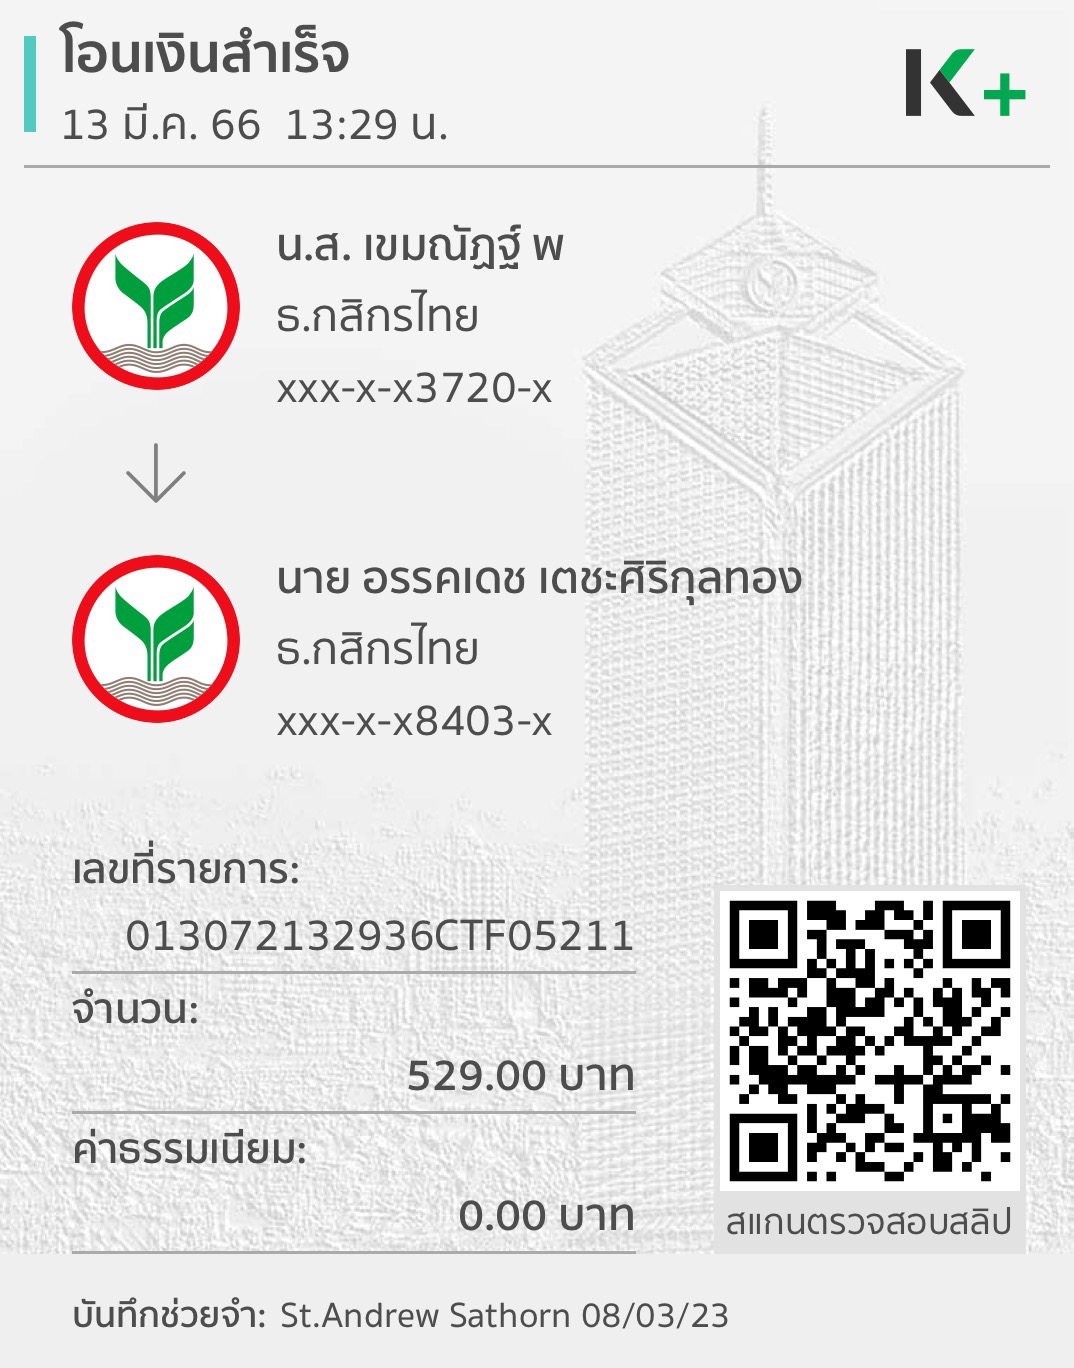 โอนเงินสำเร็จ
13 มี.ค. 66  13:29 น.
K+
น.ส. เขมณัฏฐ์ พ
ธ.กสิกรไทย
xxx-x-x3720-x
นาย อรรคเดช เตชะศิริกุลทอง
ธ.กสิกรไทย
xxx-x-x8403-x
เลขที่รายการ:
013072132936CTF05211
จำนวน:
529.00 บาท
ค่าธรรมเนียม:
0.00 บาท
สแกนตรวจสอบสลิป
บันทึกช่วยจำ: St.Andrew Sathorn 08/03/23